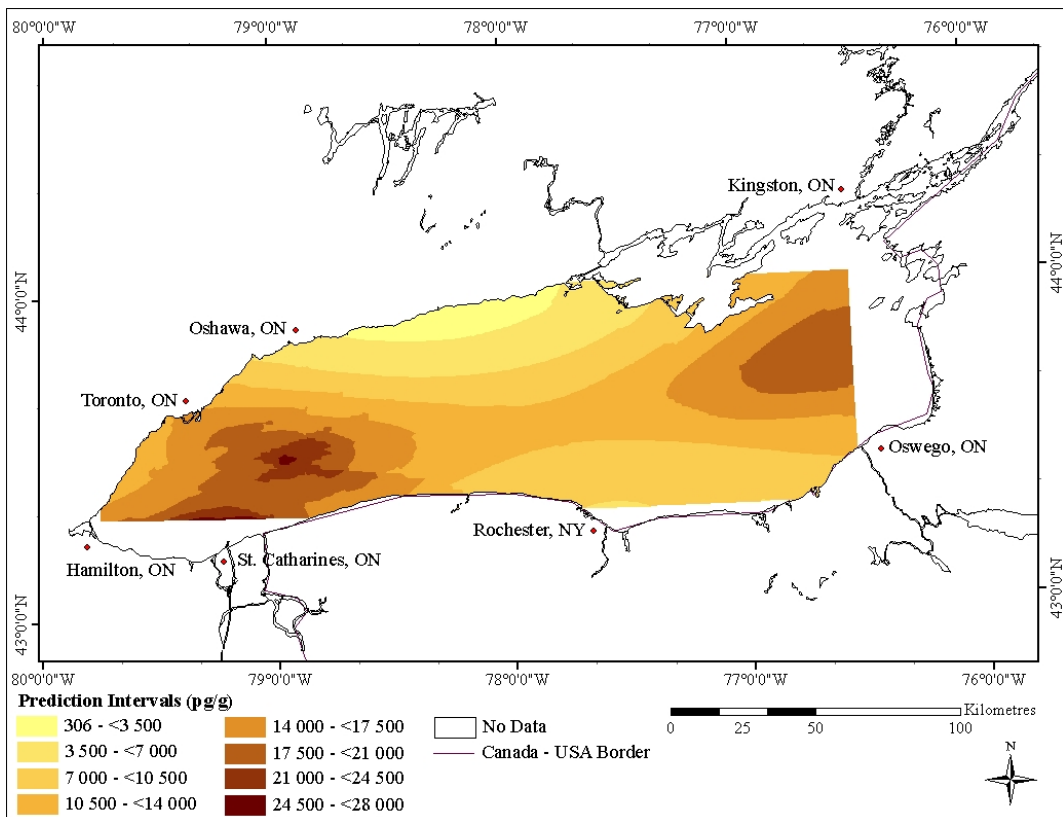 80°0'0"W 79°0'0"W 78°0'0"W 77°0'0"W 76°0'0"W
44°0'0"N
44°0'0"N
43°0'0"N
43°0'0"N
Kingston, ON
Oshawa, ON
Toronto, ON
Oswego, ON
Rochester, NY
Hamilton, ON
St. Catharines, ON
80°0'0"W 79°0'0"W 78°0'0"W 77°0'0"W 76°0'0"W
Prediction Intervals (pg/g)
306 - <3 500
3 500 - <7 000
7 000 - <10 500
10 500 - <14 000
14 000 - <17 500
17 500 - <21 000
21 000 - <24 500
24 500 - <28 000
No Data
Canada - USA Border
Kilometres
0 25 50 100
N